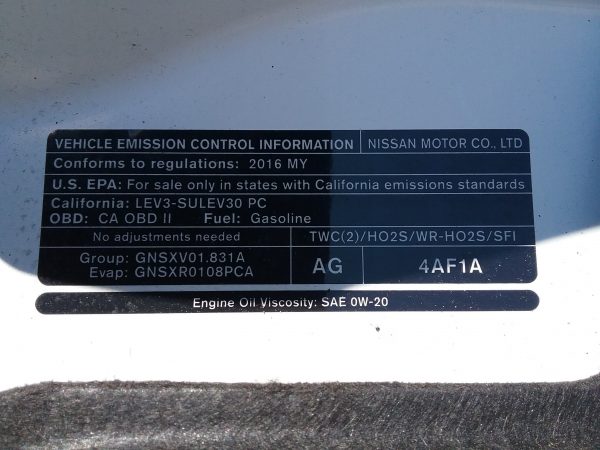 VEHICLE EMISSION CONTROL INFORMATION NISSAN MOTOR CO., LTD
Conforms to regulations: 2016 MY
U.S. EPA: For sale only in states with California emissions standards
California: LEV3-SULEV30 PC
OBD: CA OBD II Fuel: Gasoline
No adjustments needed TWC(2)/HO2S/WR-HO2S/SFI
Group: GNSXV01.831A
Evap: GNSXR0108PCA
AG 4AF1A
Engine Oil Viscosity: SAE 0W-20